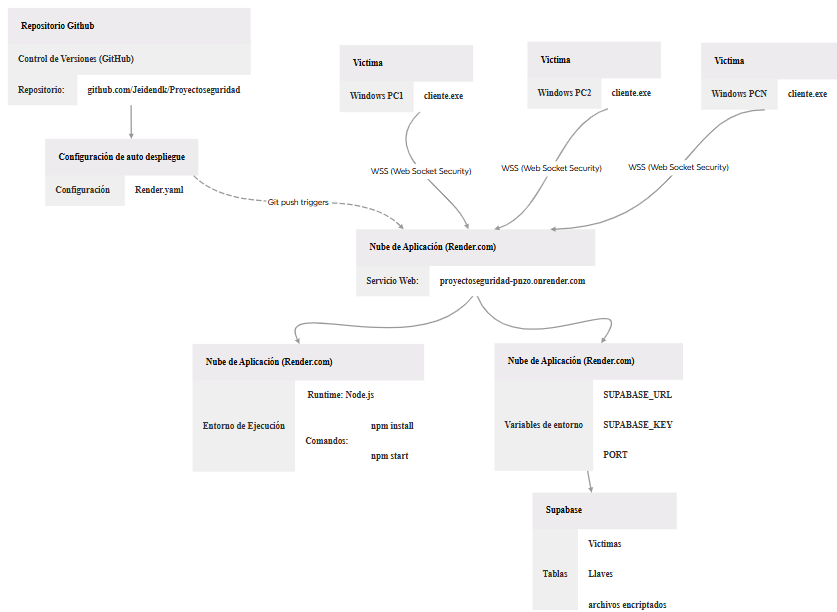 Repositorio Github
Control de Versiones (GitHub)
Repositorio: github.com/Jeidendk/Proyectoseguridad
Configuración de auto despliegue
Configuración Render.yaml
Victima
Windows PC1 cliente.exe
Victima
Windows PC2 cliente.exe
Victima
Windows PCN cliente.exe
WSS (Web Socket Security)
WSS (Web Socket Security)
WSS (Web Socket Security)
Git push triggers
Nube de Aplicación (Render.com)
Servicio Web: proyectoseguridad-pnzo.onrender.com
Nube de Aplicación (Render.com)
Entorno de Ejecución
Runtime: Node.js
Comandos:
npm install
npm start
Nube de Aplicación (Render.com)
Variables de entorno
SUPABASE_URL
SUPABASE_KEY
PORT
Supabase
Tablas
Victimas
Llaves
archivos encriptados